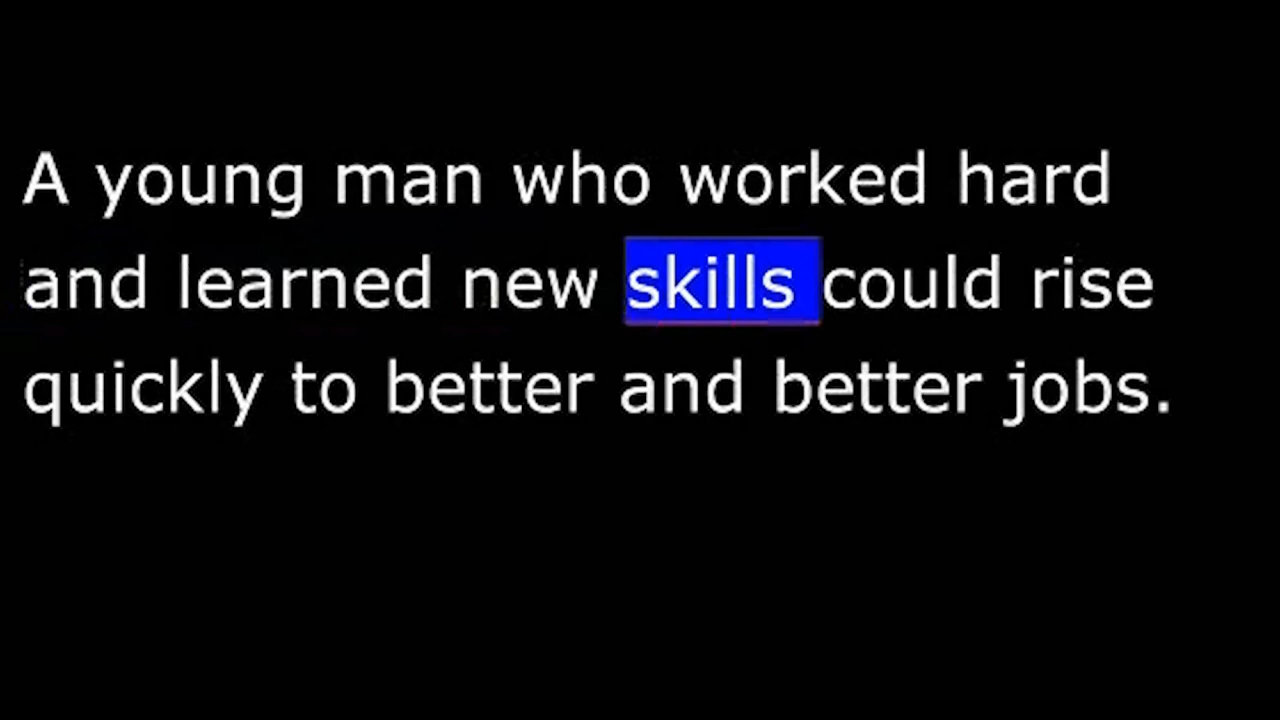 A young man who worked hard
and learned new skills could rise
quickly to better and better jobs.